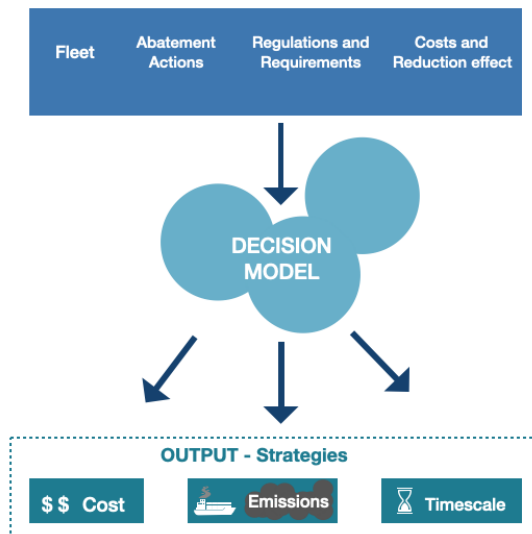 Fleet
Abatement
Actions
Regulations and
Requirements
Costs and
Reduction effect
DECISION
MODEL
OUTPUT - Strategies
$ $ Cost
Emissions
Timescale